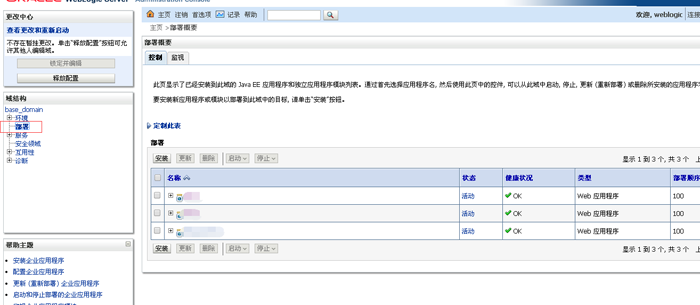 WebLogic Server
Administration Console
更改中心
查看更改和重新启动
不存在暂挂更改。单击"释放配置"按钮可允
许其他人编辑域。
锁定并编辑
释放配置
域结构
base_domain
环境
部署
服务
安全领域
互用性
诊断
帮助主题
安装企业应用程序
配置企业应用程序
更新 (重新部署) 企业应用程序
启动和停止部署的企业应用程序
主页 注销 首选项 记录 帮助
欢迎, weblogic 连接
主页 >部署概要
部署概要
控制 监视
此页显示了已经安装到此域的 Java EE 应用程序和独立应用程序模块列表。通过首先选择应用程序名, 然后使用此页中的控件, 可以从此域中启动, 停止, 更新 (重新部署) 或删除所安装的应用程序
要安装新应用程序或模块以部署到此域中的目标, 请单击"安装"按钮。
定制此表
部署
安装 更新 删除 启动 停止 显示 1 到 3 个, 共 3 个 上
名称 状态 健康状况 类型 部署顺序
活动 OK Web 应用程序 100
活动 OK Web 应用程序 100
活动 OK Web 应用程序 100
安装 更新 删除 启动 停止 显示 1 到 3 个, 共 3 个 上